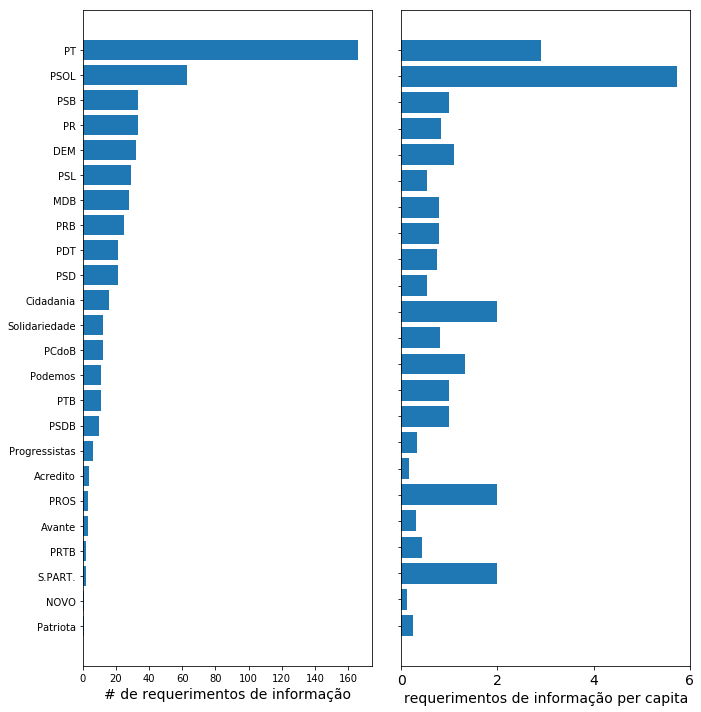 PT
PSOL
PSB
PR
DEM
PSL
MDB
PRB
PDT
PSD
Cidadania
Solidariedade
PCdoB
Podemos
PTB
PSDB
Progressistas
Acredito
PROS
Avante
PRTB
S.PART.
NOVO
Patriota
0 20 40 60 80 100 120 140 160
# de requerimentos de informação
0 2 4 6
requerimentos de informação per capita